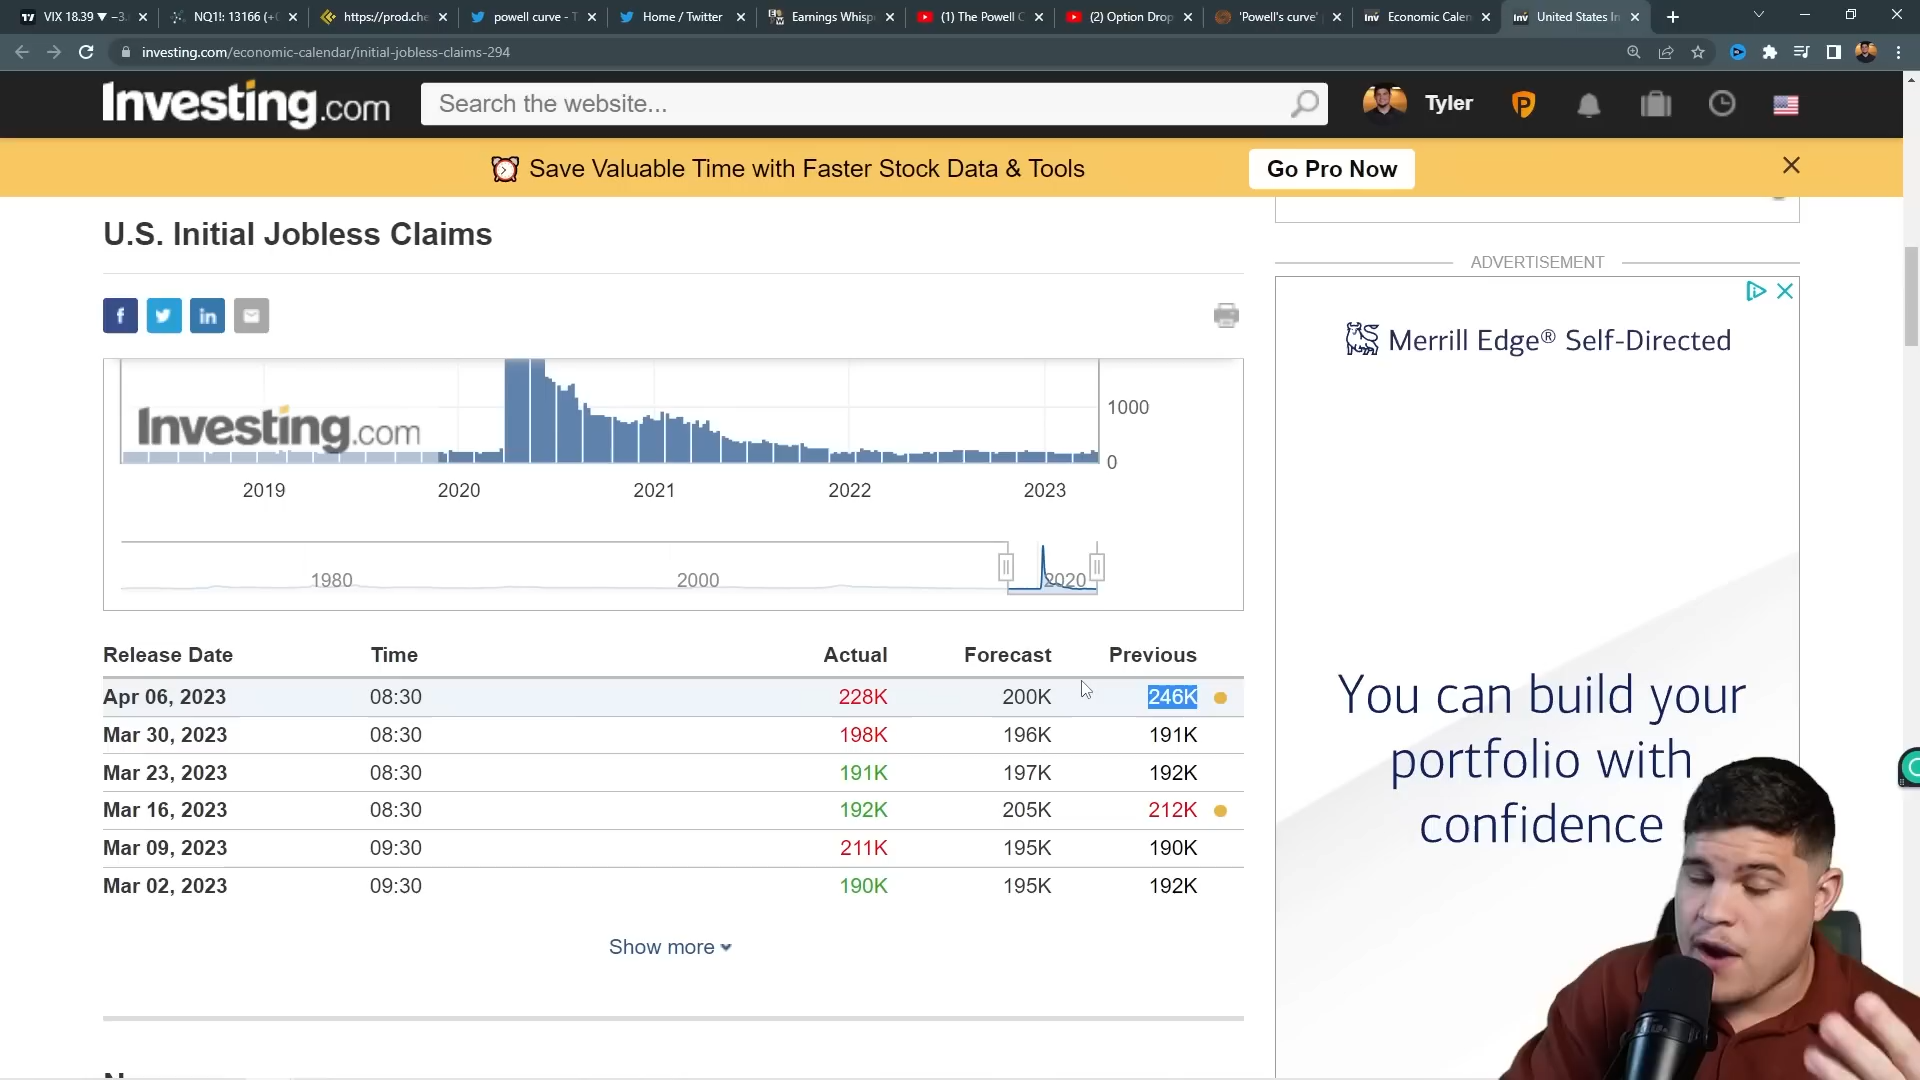 VIX 18.39 ▼ −3.
NQ1!: 13166 (+
https://prod.che
powell curve - T
Home / Twitter
Earnings Whisp
(1) The Powell C
(2) Option Drop
'Powell's curve'
Economic Calen
United States In
investing.com/economic-calendar/initial-jobless-claims-294
Investing.com
Search the website...
Tyler
P
Save Valuable Time with Faster Stock Data & Tools
Go Pro Now
U.S. Initial Jobless Claims
ADVERTISEMENT
Merrill Edge® Self-Directed
You can build your
portfolio with
confidence
1000
Investing.com
0
2019 2020 2021 2022 2023
1980 2000 2020
Release Date Time Actual Forecast Previous
Apr 06, 2023 08:30 228K 200K 246K
Mar 30, 2023 08:30 198K 196K 191K
Mar 23, 2023 08:30 191K 197K 192K
Mar 16, 2023 08:30 192K 205K 212K
Mar 09, 2023 09:30 211K 195K 190K
Mar 02, 2023 09:30 190K 195K 192K
Show more